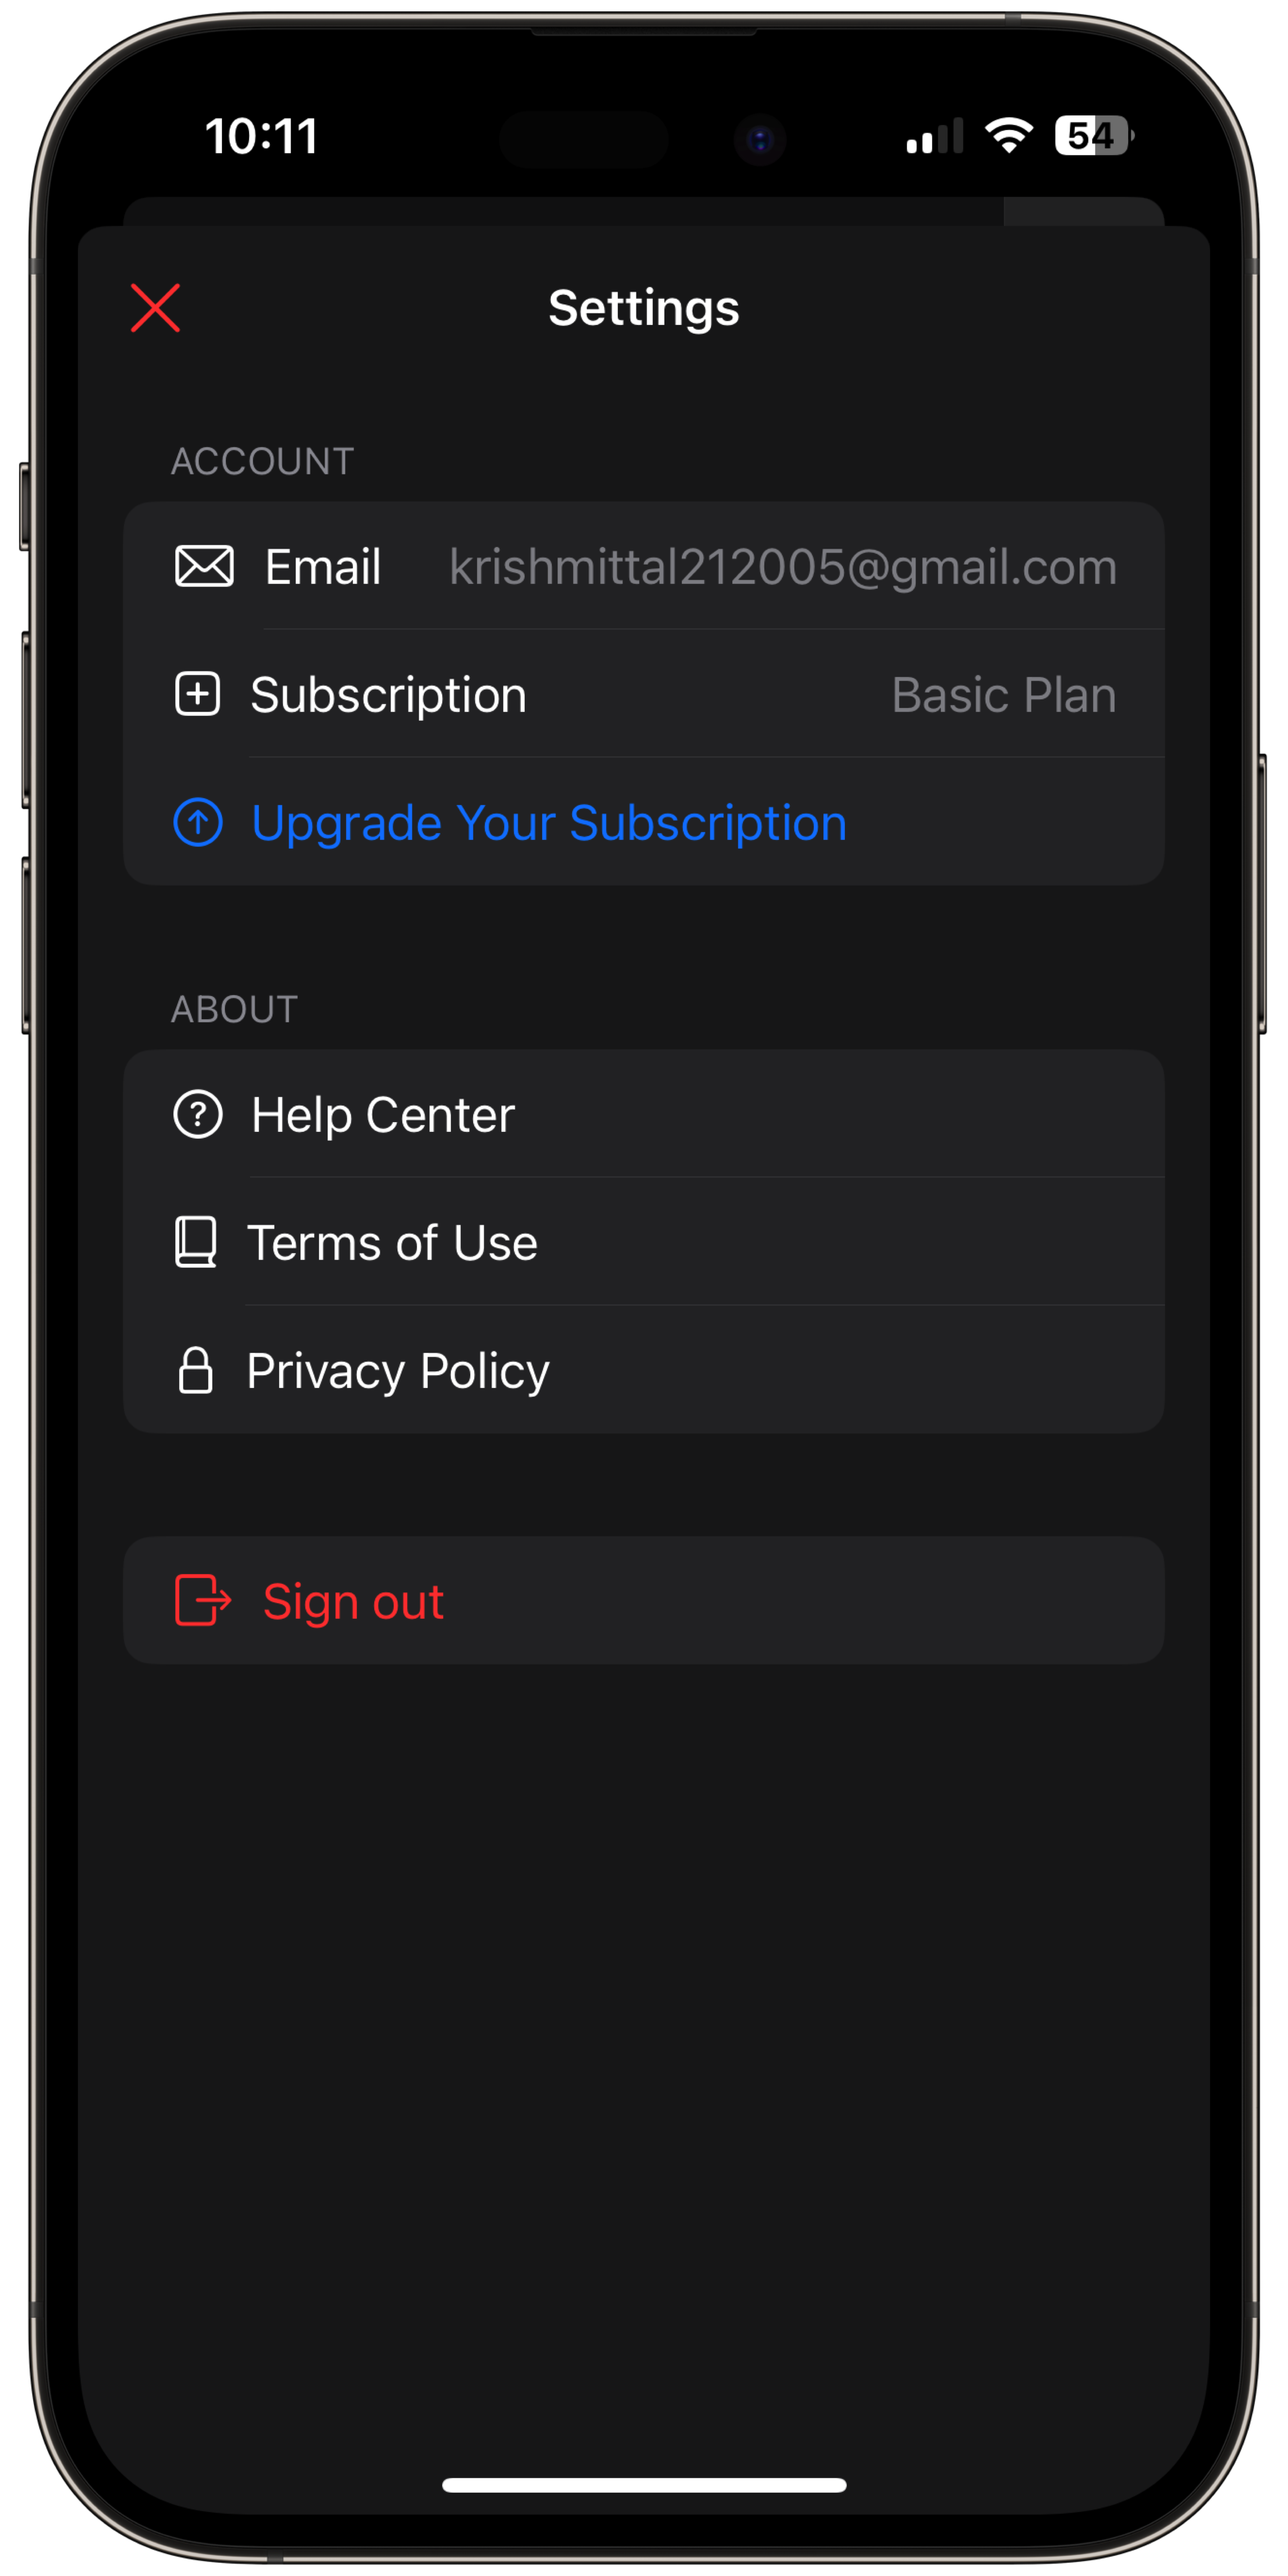 10:11 54
Settings
ACCOUNT
Email krishmittal212005@gmail.com
Subscription Basic Plan
Upgrade Your Subscription
ABOUT
? Help Center
Terms of Use
Privacy Policy
Sign out